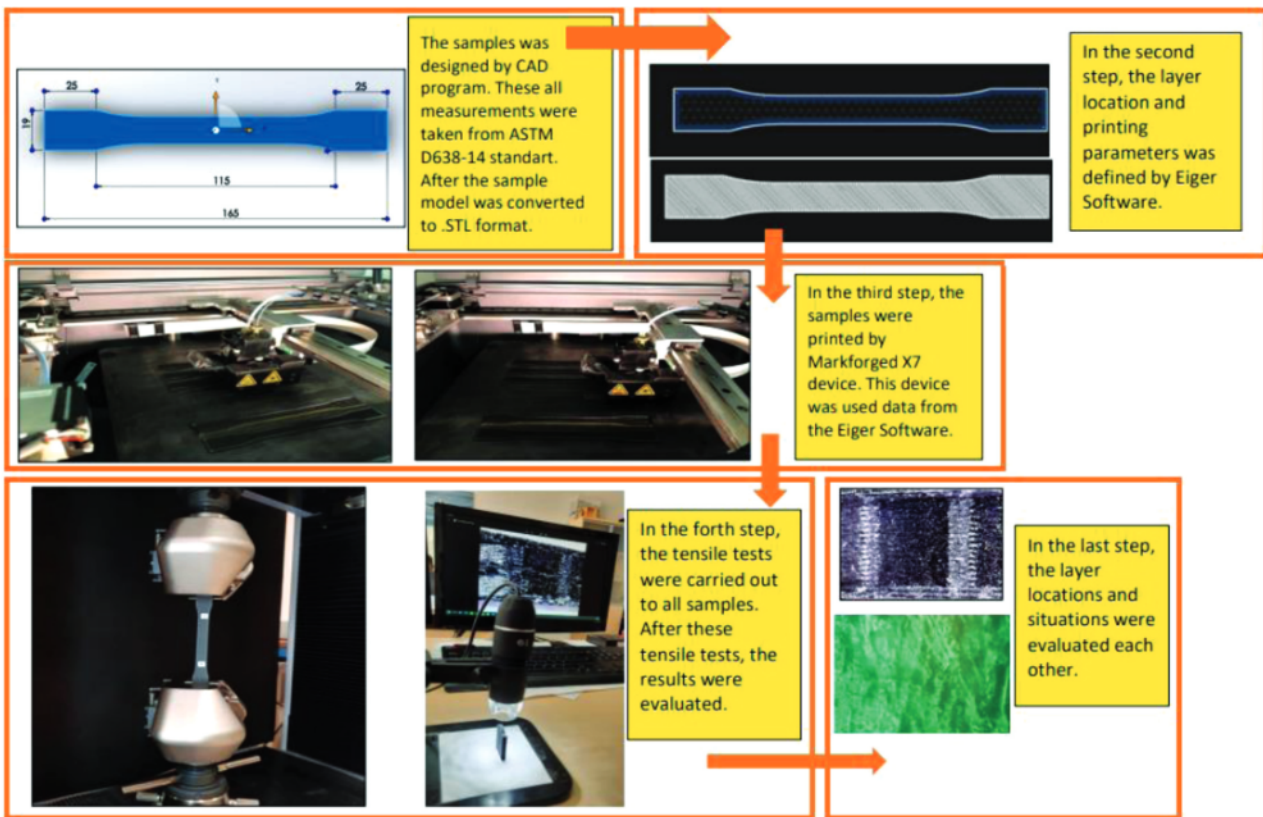 25
25
19
115
165
The samples was
designed by CAD
program. These all
measurements were
taken from ASTM
D638-14 standart.
After the sample
model was converted
to .STL format.
In the second
step, the layer
location and
printing
parameters was
defined by Eiger
Software.
In the third step, the
samples were
printed by
Markforged X7
device. This device
was used data from
the Eiger Software.
In the forth step,
the tensile tests
were carried out
to all samples.
After these
tensile tests, the
results were
evaluated.
In the last step,
the layer
locations and
situations were
evaluated each
other.